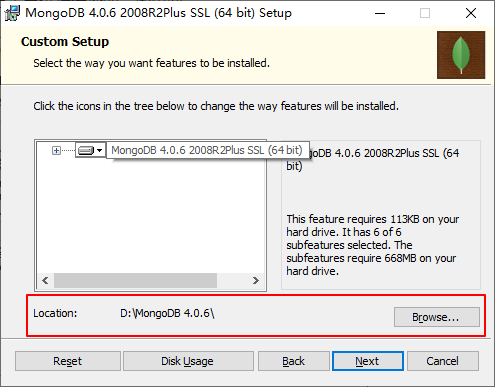 MongoDB 4.0.6 2008R2Plus SSL (64 bit) Setup
Custom Setup
Select the way you want features to be installed.
Click the icons in the tree below to change the way features will be installed.
MongoDB 4.0.6 2008R2Plus SSL (64 bit)
MongoDB 4.0.6 2008R2Plus SSL (64
bit)
This feature requires 113KB on your
hard drive. It has 6 of 6
subfeatures selected. The
subfeatures require 668MB on your
hard drive.
Location: D:\MongoDB 4.0.6\
Browse...
Reset Disk Usage Back Next Cancel